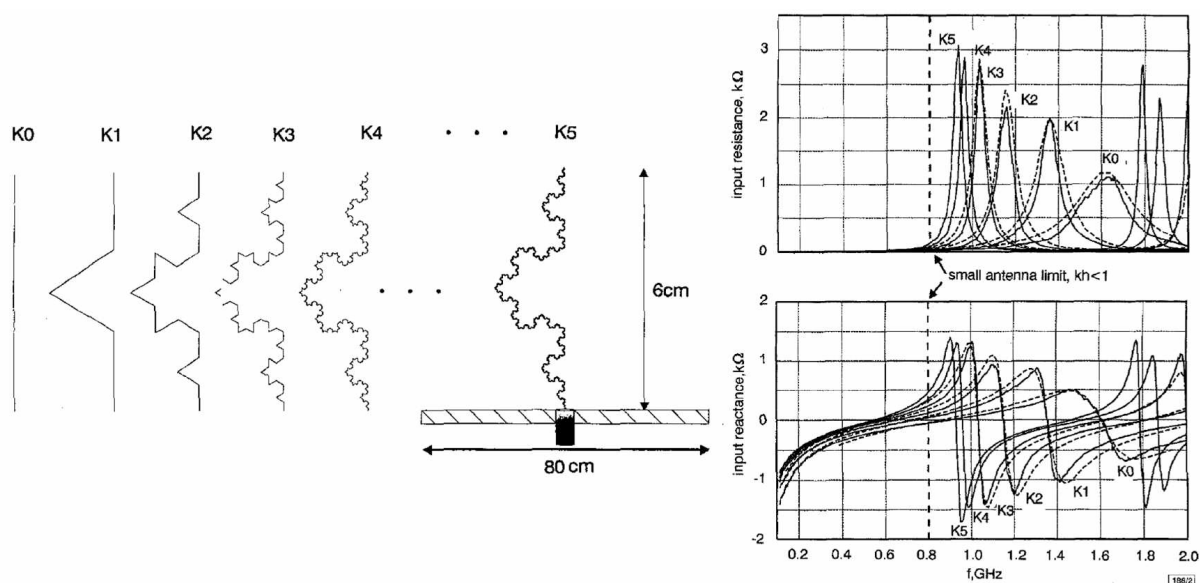 K0 K1 K2 K3 K4 K5
6cm
80 cm
input resistance, kΩ
3
2
1
0
K5
K4
K3
K2
K1
K0
small antenna limit, kh<1
input reactance,kΩ
2
1
0
-1
-2
K0
K1
K2
K3
K4
K5
0.2 0.4 0.6 0.8 1.0 1.2 1.4 1.6 1.8 2.0
f,GHz
186/2